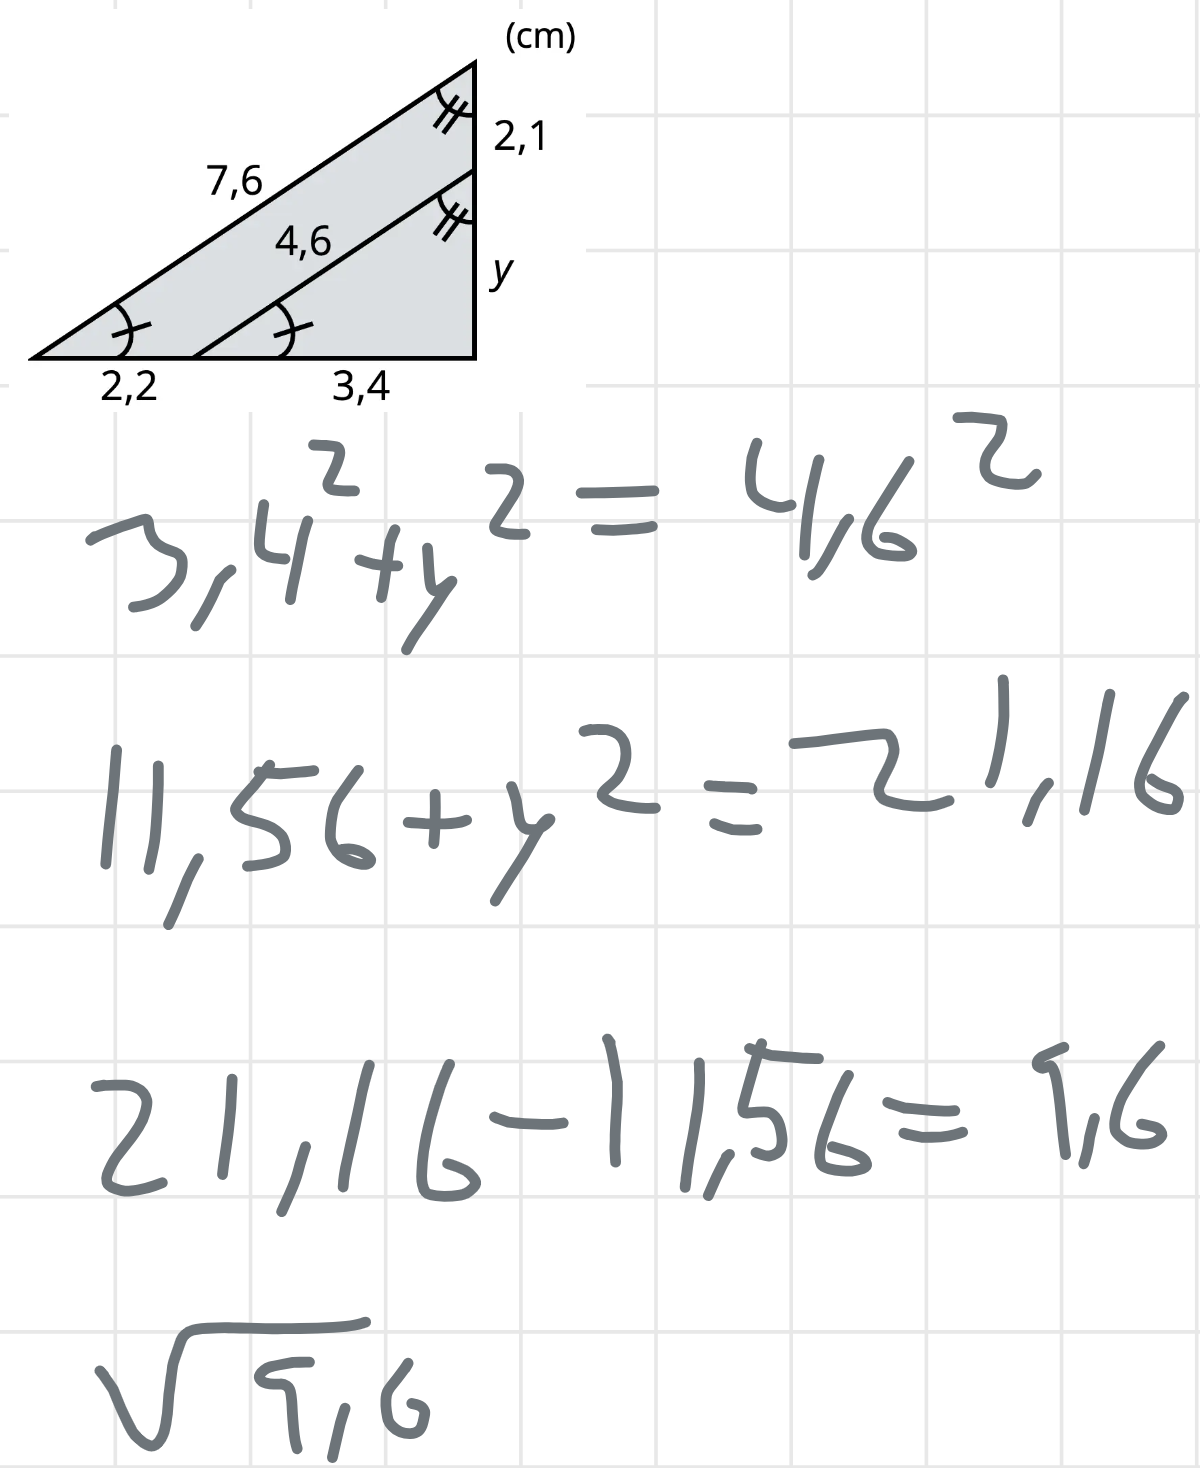 (cm)
2,1
7,6
4,6
y
2,2 3,4
3,4² + y² = 4,6²
11,56 + y² = 21,16
21,16 - 11,56 = 9,6
√9,6